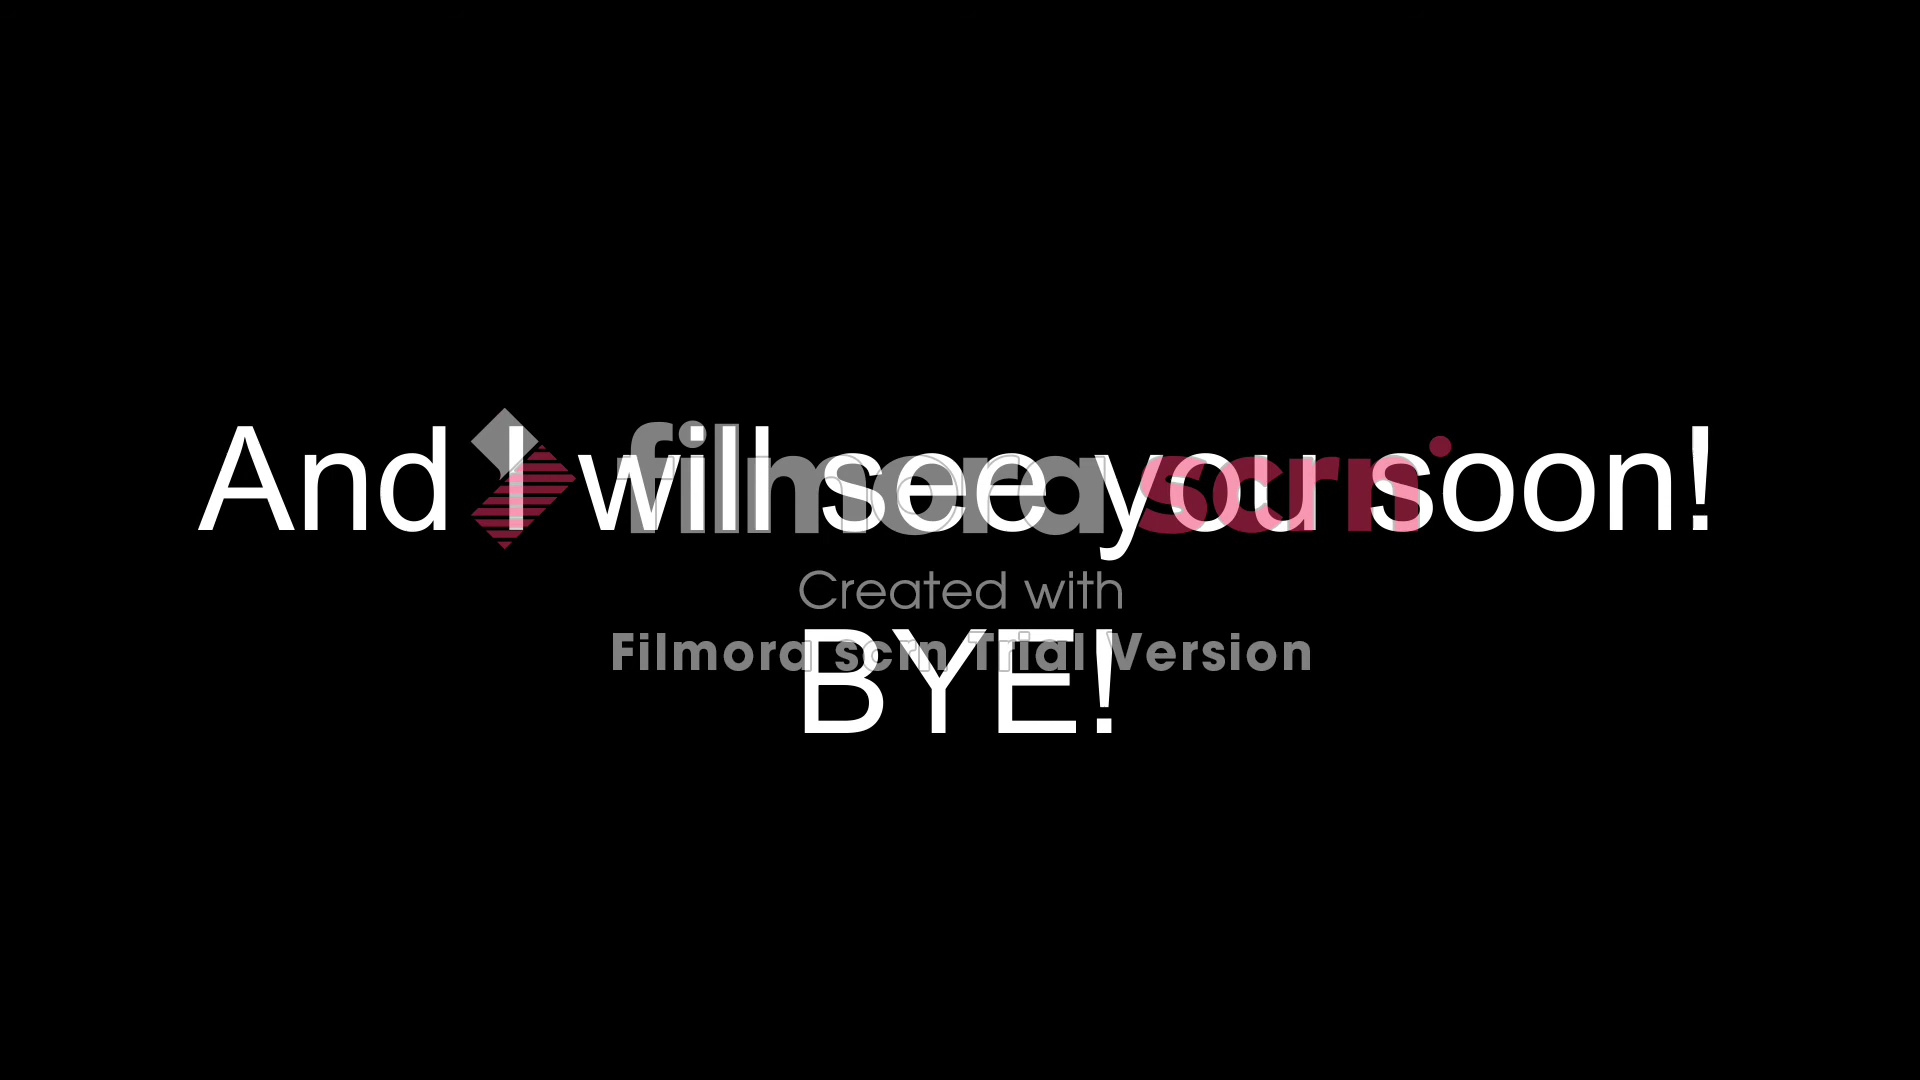 And I will see you soon!
filmora scrn
Created with
Filmora scrn Trial Version
BYE!